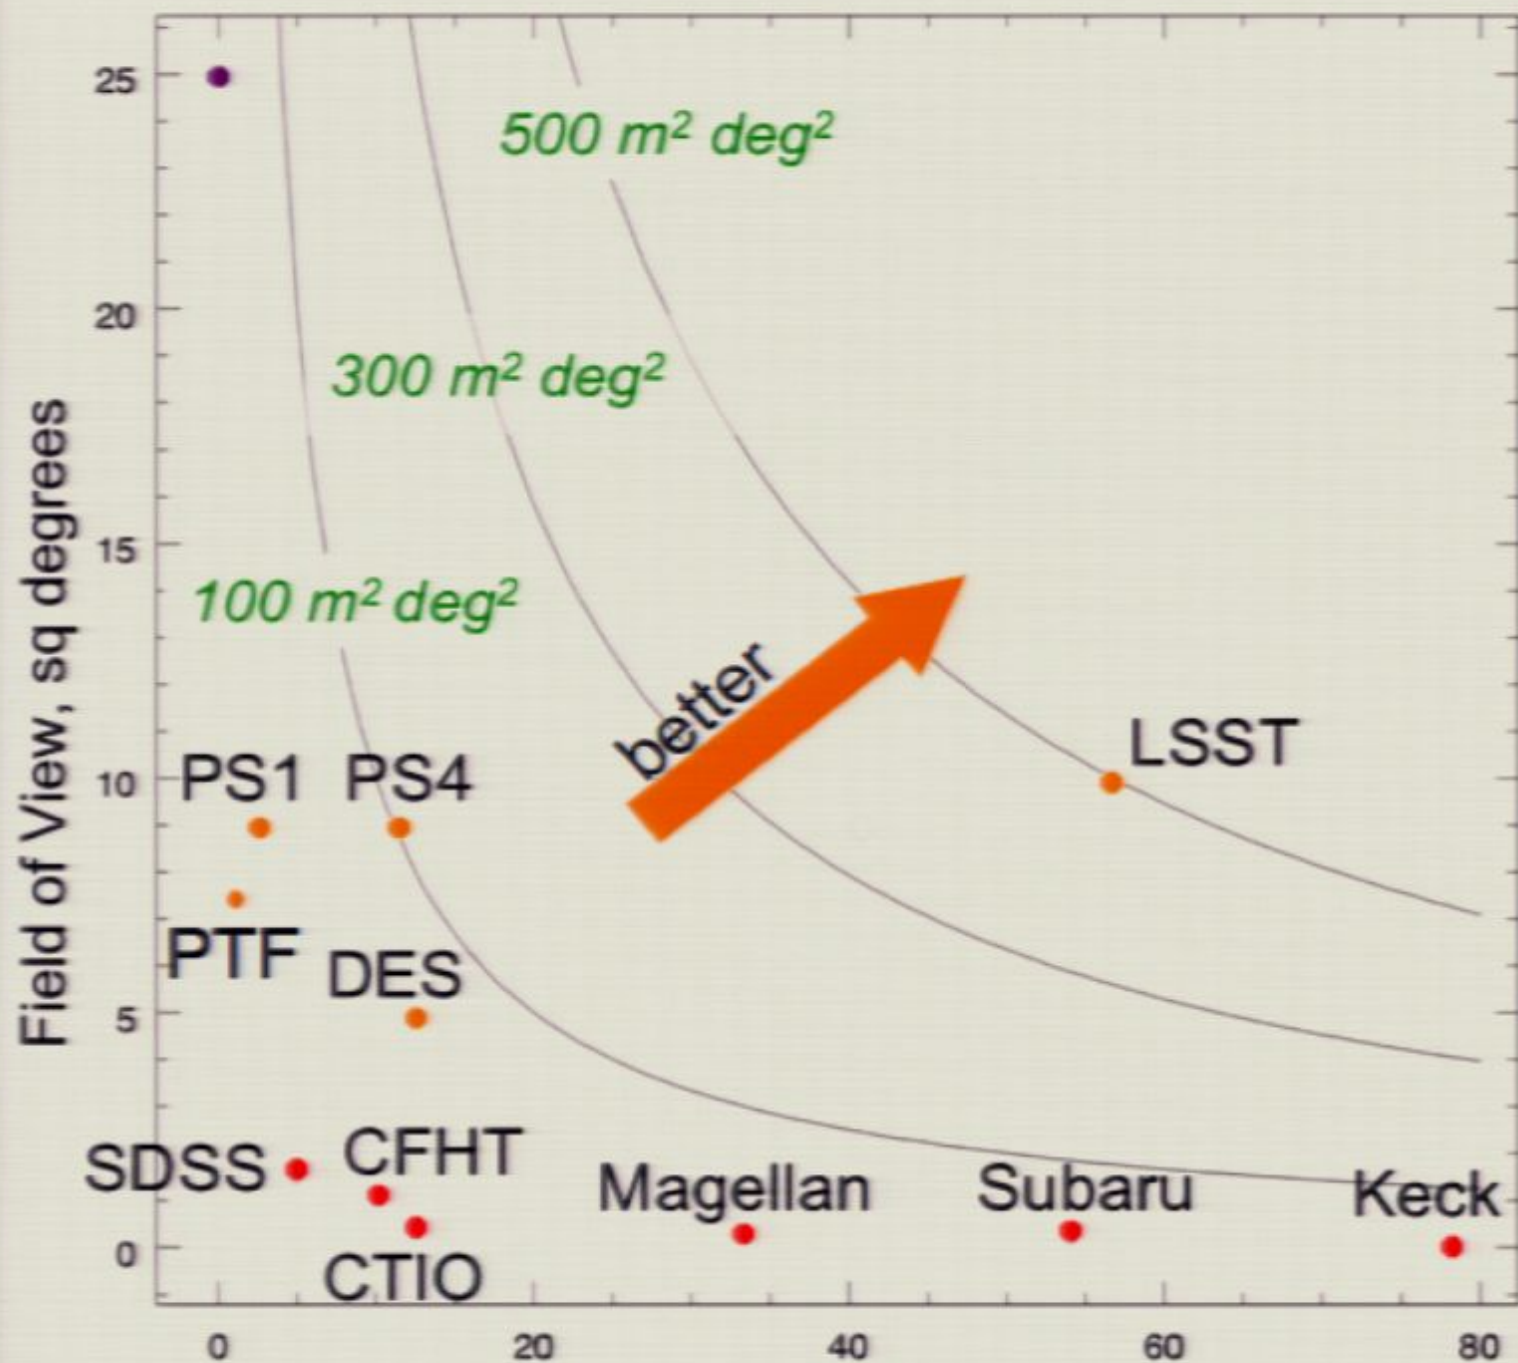 25
500 m² deg²
20
300 m² deg²
Field of View, sq degrees
15
100 m² deg²
better
LSST
PS1 PS4
10
PTF
DES
5
SDSS
CFHT
Magellan
Subaru
Keck
0
CTIO
0 20 40 60 80